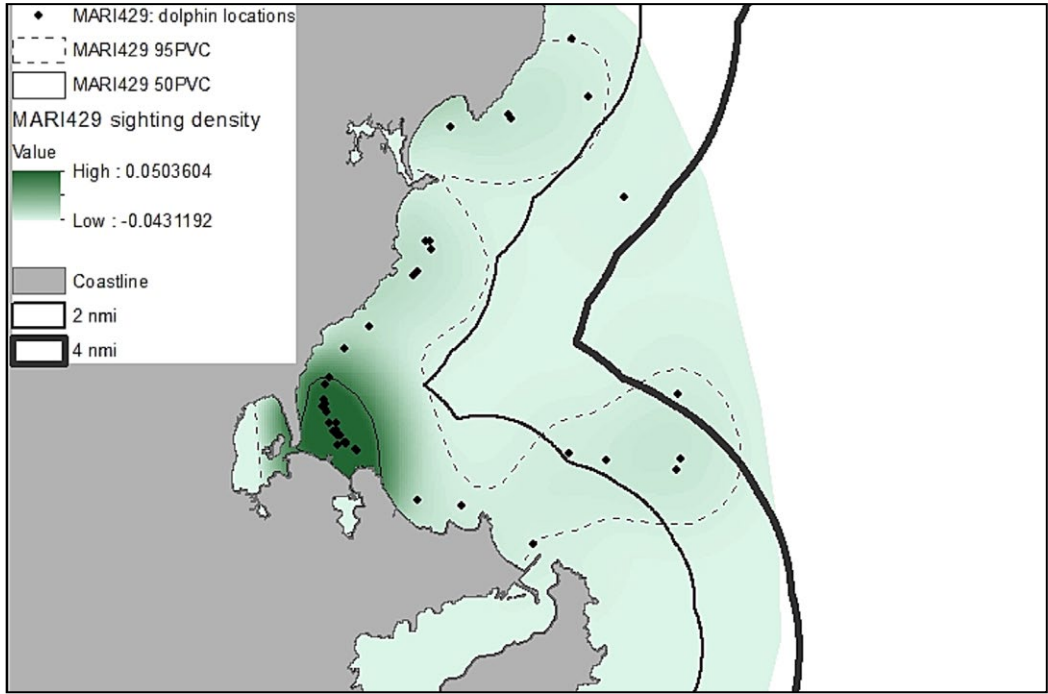 MARI429: dolphin locations
MARI429 95PVC
MARI429 50PVC
MARI429 sighting density
Value
High : 0.0503604
Low : -0.0431192
Coastline
2 nmi
4 nmi